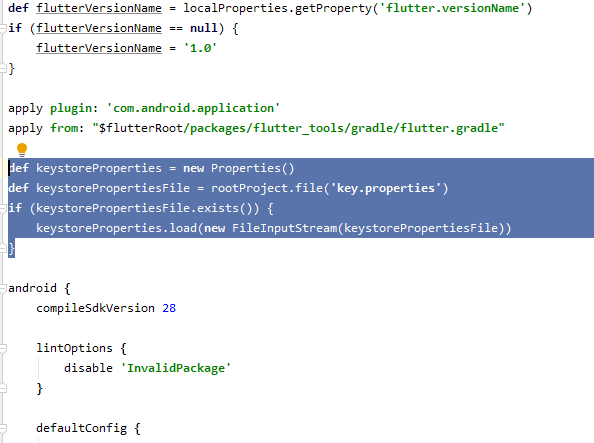 def flutterVersionName = localProperties.getProperty('flutter.versionName')
if (flutterVersionName == null) {
    flutterVersionName = '1.0'
}
apply plugin: 'com.android.application'
apply from: "$flutterRoot/packages/flutter_tools/gradle/flutter.gradle"
def keystoreProperties = new Properties()
def keystorePropertiesFile = rootProject.file('key.properties')
if (keystorePropertiesFile.exists()) {
    keystoreProperties.load(new FileInputStream(keystorePropertiesFile))
}
android {
    compileSdkVersion 28
    lintOptions {
        disable 'InvalidPackage'
    }
    defaultConfig {